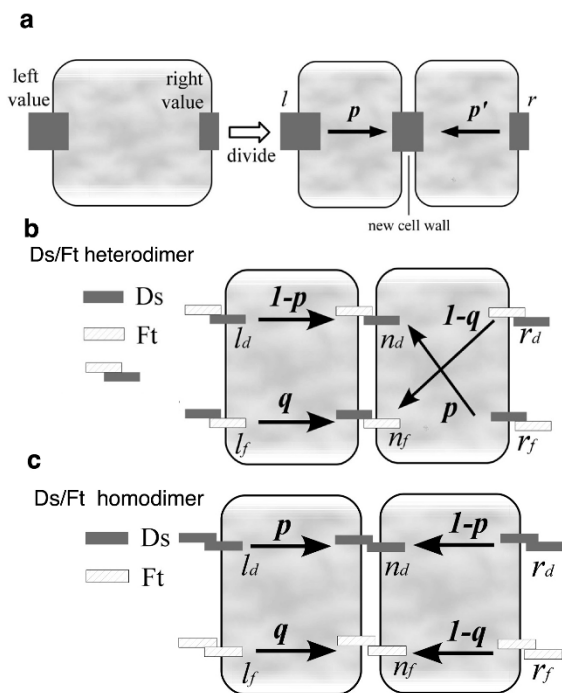 a
left
value
right
value
divide
l
p
p'
r
new cell wall
b
Ds/Ft heterodimer
Ds
Ft
1-p
l_d
n_d
1-q
r_d
q
l_f
n_f
p
r_f
c
Ds/Ft homodimer
Ds
Ft
p
l_d
n_d
1-p
r_d
q
l_f
n_f
1-q
r_f